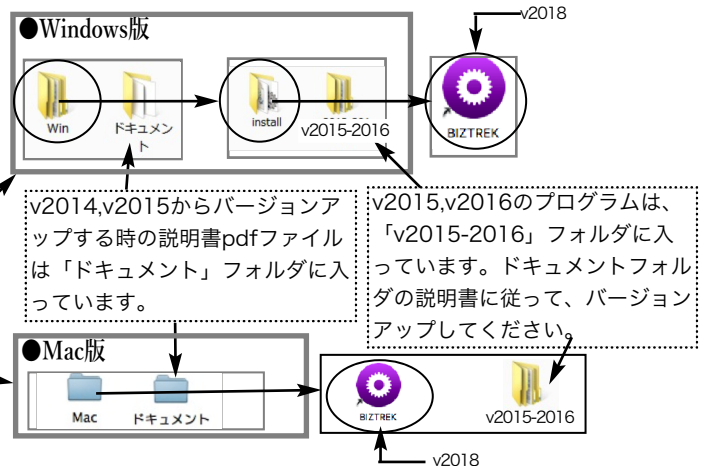 v2018
●Windows版
Win
ドキュメン
ト
install
v2015-2016
BIZTREK
v2014,v2015からバージョンア
ップする時の説明書pdfファイル
は「ドキュメント」フォルダに入
っています。
v2015,v2016のプログラムは、
「v2015-2016」フォルダに入
っています。ドキュメントフォル
ダの説明書に従って、バージョン
アップしてください。
●Mac版
Mac
ドキュメント
BIZTREK
v2015-2016
v2018